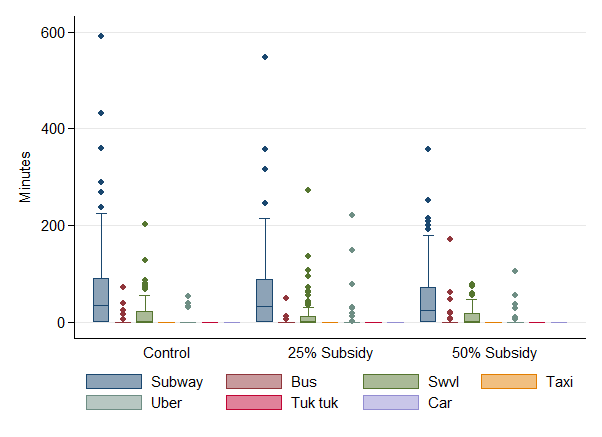 600
400
200
0
Minutes
Control 25% Subsidy 50% Subsidy
Subway Bus Swvl Taxi
Uber Tuk tuk Car